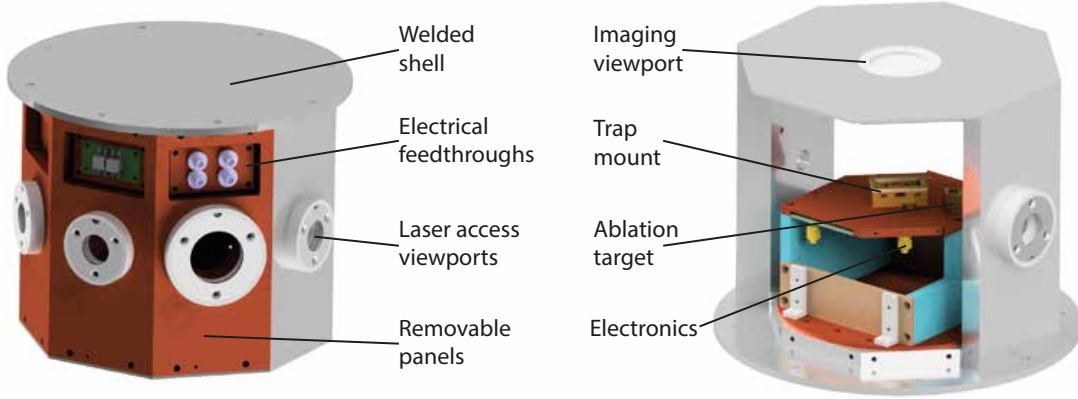 Welded
shell
Electrical
feedthroughs
Laser access
viewports
Removable
panels
Imaging
viewport
Trap
mount
Ablation
target
Electronics